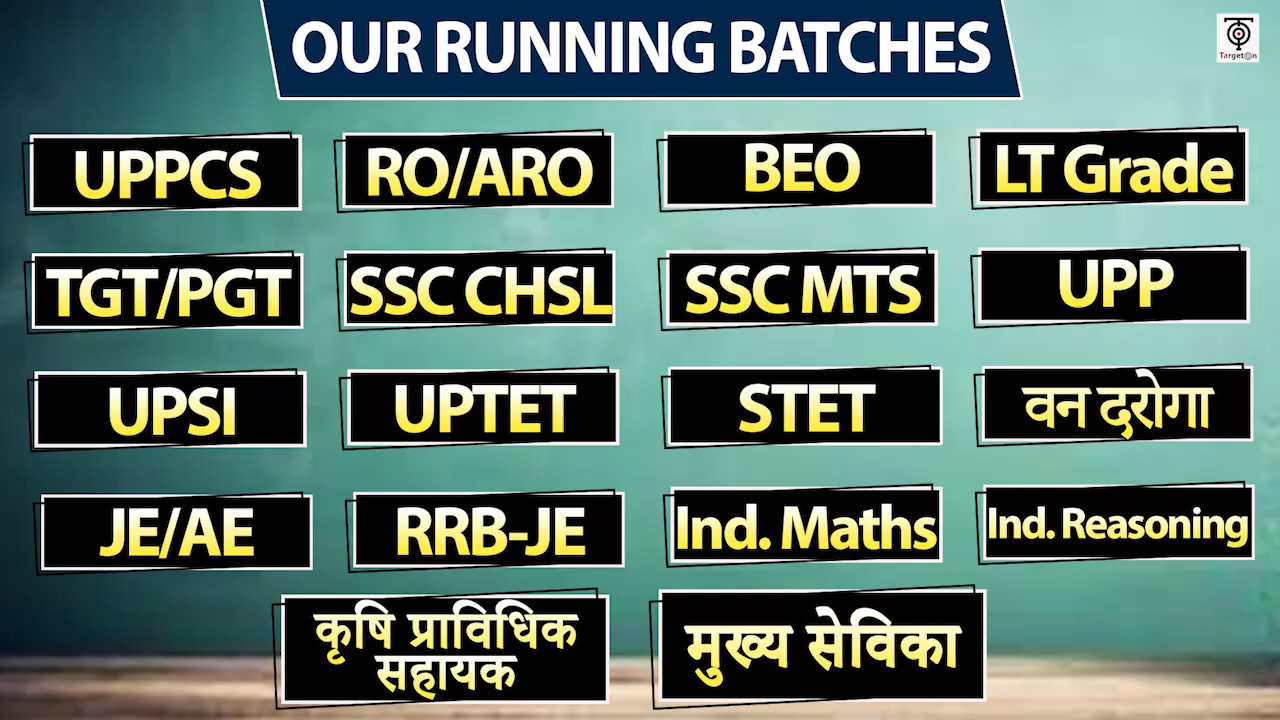 OUR RUNNING BATCHES
Target@n
UPPCS
RO/ARO
BEO
LT Grade
TGT/PGT
SSC CHSL
SSC MTS
UPP
UPSI
UPTET
STET
वन दरोगा
JE/AE
RRB-JE
Ind. Maths
Ind. Reasoning
कृषि प्राविधिक
सहायक
मुख्य सेविका